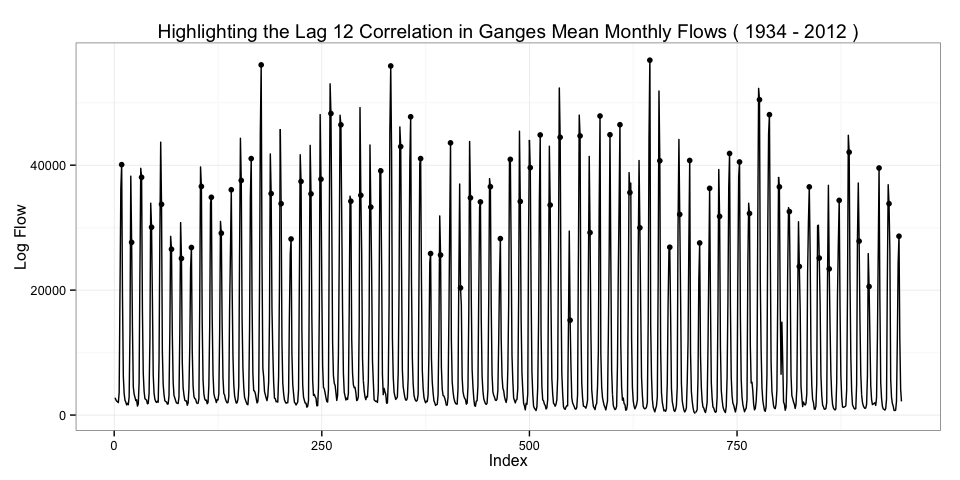 Highlighting the Lag 12 Correlation in Ganges Mean Monthly Flows ( 1934 - 2012 )
Log Flow
40000
20000
0
0 250 500 750
Index